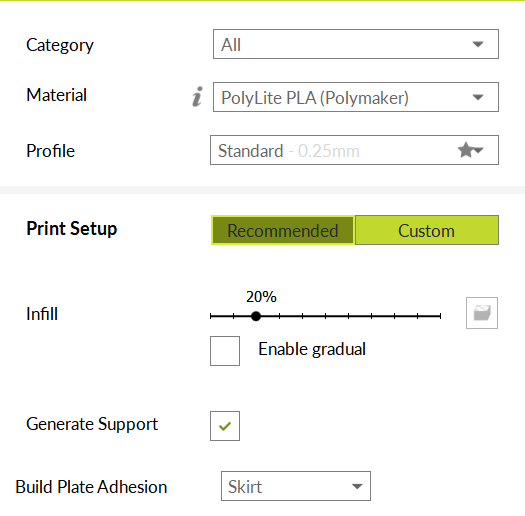 Category All
Material i PolyLite PLA (Polymaker)
Profile Standard - 0.25mm
Print Setup Recommended Custom
20%
Infill
Enable gradual
Generate Support
Build Plate Adhesion Skirt